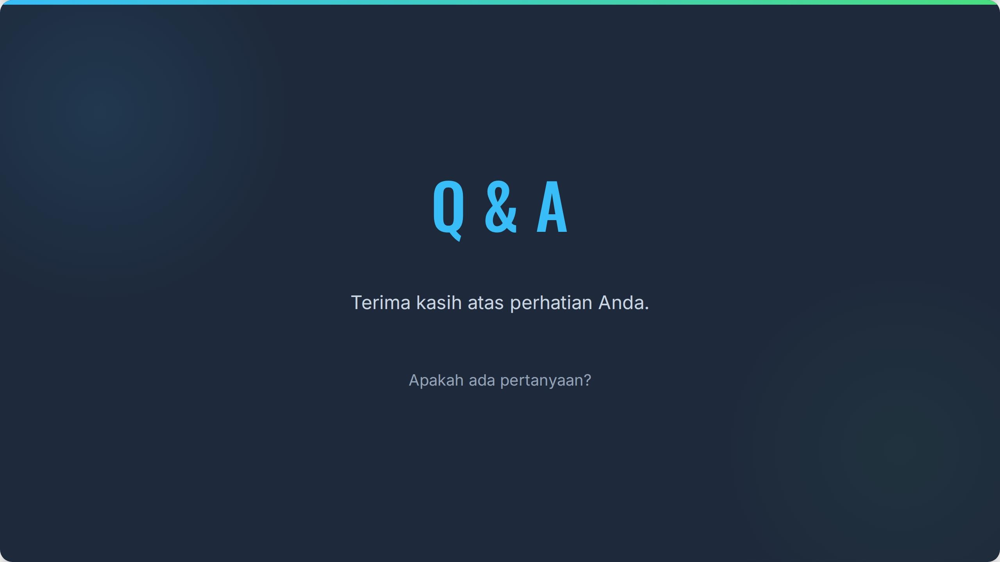 Q & A
Terima kasih atas perhatian Anda.
Apakah ada pertanyaan?